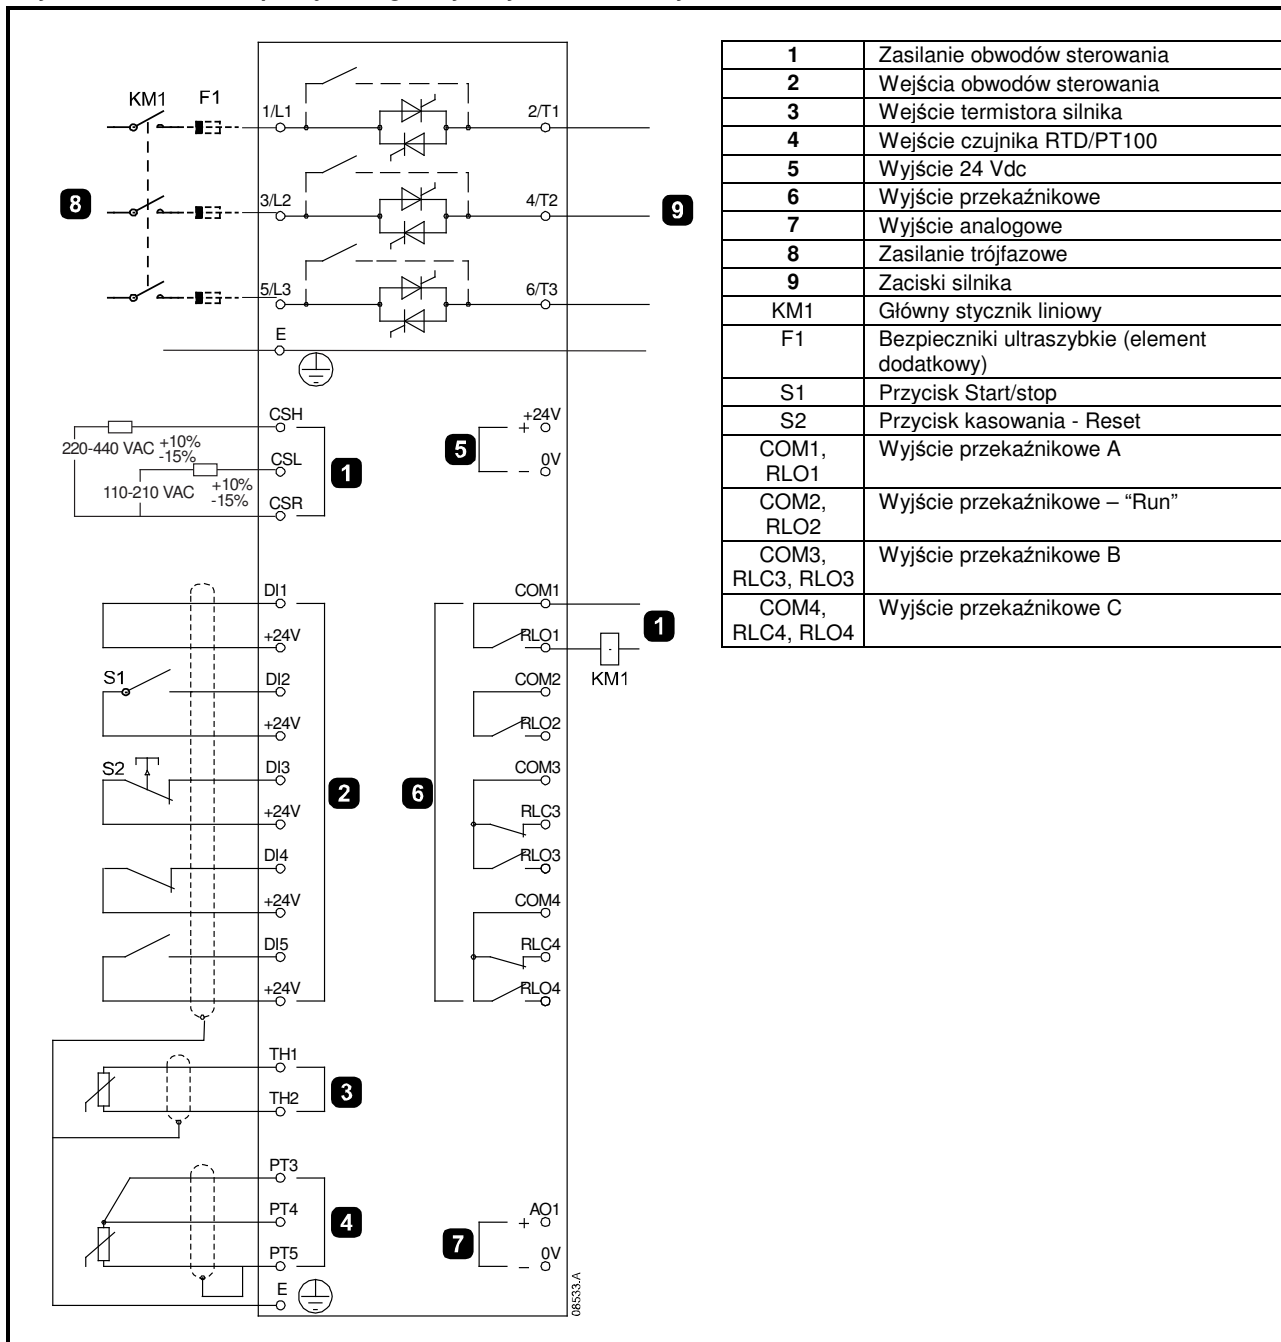 KM1 F1
1/L1 2/T1
8
3/L2 4/T2
9
5/L3 6/T3
E
CSH +24V
220-440 VAC +10% -15%
+
5
CSL 0V
−
110-210 VAC +10% -15%
1
CSR
DI1 COM1
+24V RLO1
1
KM1
S1 DI2 COM2
+24V RLO2
S2 DI3 COM3
2 6
+24V RLC3
DI4 RLO3
+24V COM4
DI5 RLC4
+24V RLO4
TH1
3
TH2
PT3
PT4 AO1
4 +
7
PT5 0V
−
E
08533.A
1 Zasilanie obwodów sterowania
2 Wejścia obwodów sterowania
3 Wejście termistora silnika
4 Wejście czujnika RTD/PT100
5 Wyjście 24 Vdc
6 Wyjście przekaźnikowe
7 Wyjście analogowe
8 Zasilanie trójfazowe
9 Zaciski silnika
KM1 Główny stycznik liniowy
F1 Bezpieczniki ultraszybkie (element
dodatkowy)
S1 Przycisk Start/stop
S2 Przycisk kasowania - Reset
COM1, Wyjście przekaźnikowe A
RLO1
COM2, Wyjście przekaźnikowe – “Run”
RLO2
COM3, Wyjście przekaźnikowe B
RLC3, RLO3
COM4, Wyjście przekaźnikowe C
RLC4, RLO4